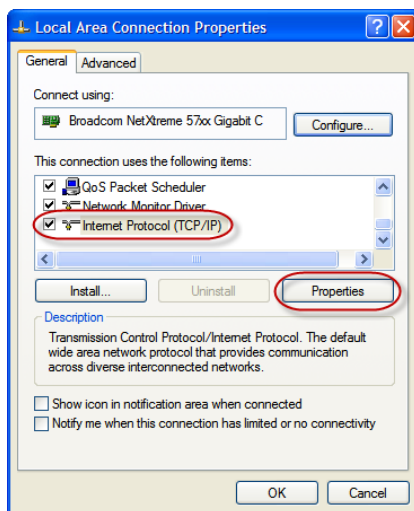 Local Area Connection Properties
General Advanced
Connect using:
Broadcom NetXtreme 57xx Gigabit C Configure...
This connection uses the following items:
QoS Packet Scheduler
Network Monitor Driver
Internet Protocol (TCP/IP)
Install... Uninstall Properties
Description
Transmission Control Protocol/Internet Protocol. The default
wide area network protocol that provides communication
across diverse interconnected networks.
Show icon in notification area when connected
Notify me when this connection has limited or no connectivity
OK Cancel